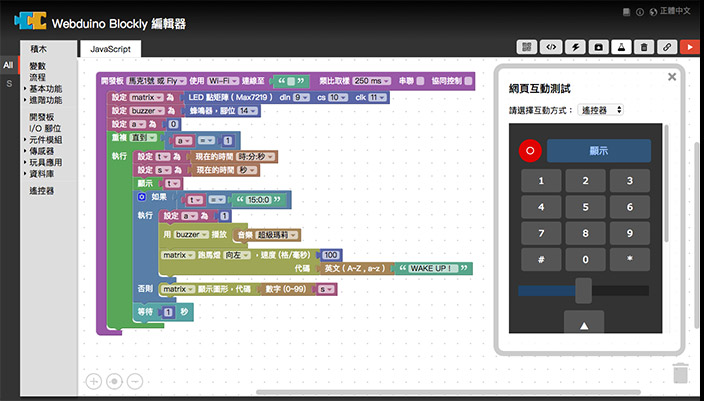 Webduino Blockly 編輯器
正體中文
積木
JavaScript
All
S
變數
流程
基本功能
進階功能
開發板
I/O 腳位
元件模組
傳感器
玩具應用
資料庫
遙控器
開發板 馬克1號 或 Fly 使用 Wi-Fi 連線至 “ ” 類比取樣 250 ms 串聯 協同控制
設定 matrix 為 LED 點矩陣 ( Max7219 ) din 9 cs 10 clk 11
設定 buzzer 為 蜂鳴器,腳位 14
設定 a 為 0
重複 直到 a = 1
執行 設定 t 為 現在的時間 時:分:秒
設定 s 為 現在的時間 秒
顯示 t
如果 t = “ 15:0:0 ”
執行 設定 a 為 1
用 buzzer 播放 音樂 超級瑪莉
matrix 跑馬燈 向左 ,速度 (格/毫秒) 100
代碼 英文 ( A~Z , a~z ) “ WAKE UP ! ”
否則 matrix 顯示圖形,代碼 數字 (0~99) s
等待 1 秒
網頁互動測試
請選擇互動方式: 遙控器
顯示
1 2 3
4 5 6
7 8 9
# 0 *